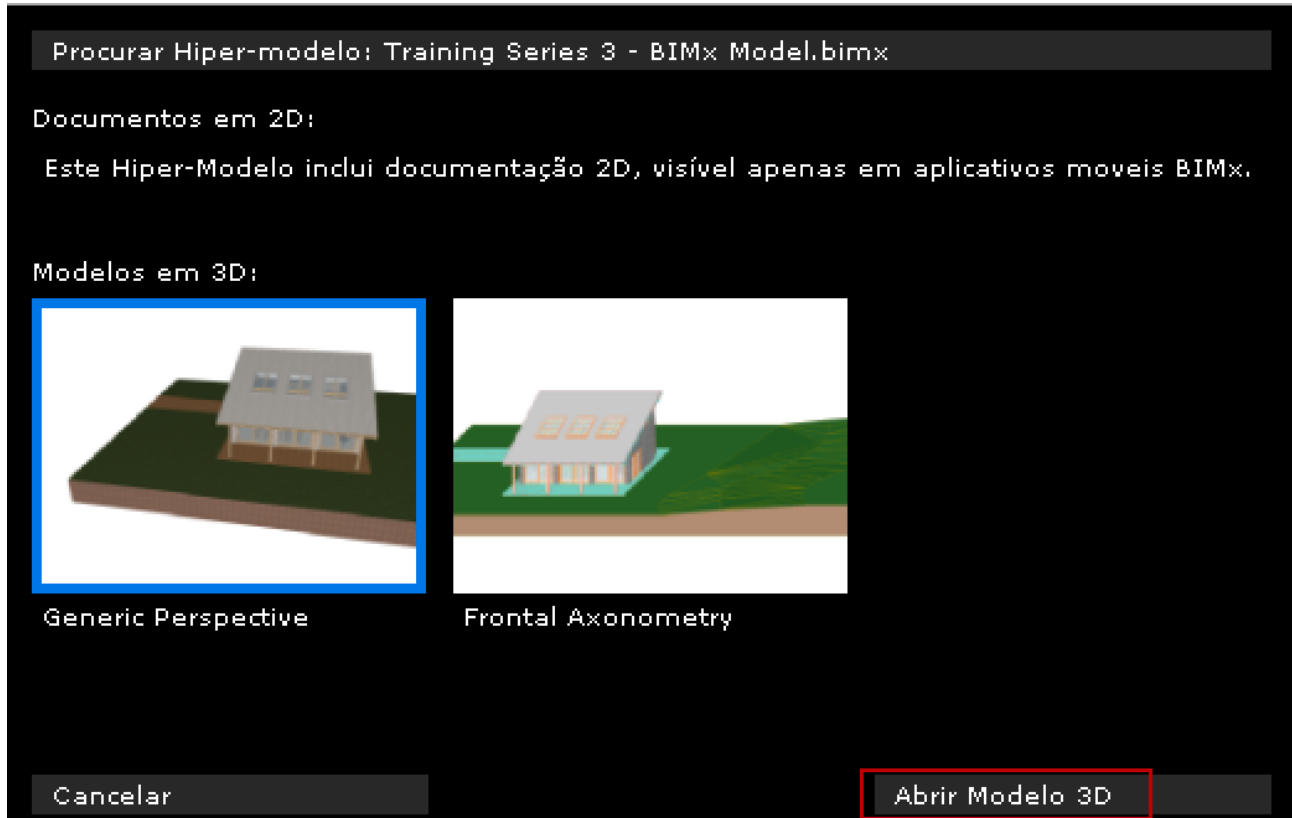 Procurar Hiper-modelo: Training Series 3 - BIMx Model.bimx
Documentos em 2D:
Este Hiper-Modelo inclui documentação 2D, visível apenas em aplicativos moveis BIMx.
Modelos em 3D:
Generic Perspective
Frontal Axonometry
Cancelar
Abrir Modelo 3D